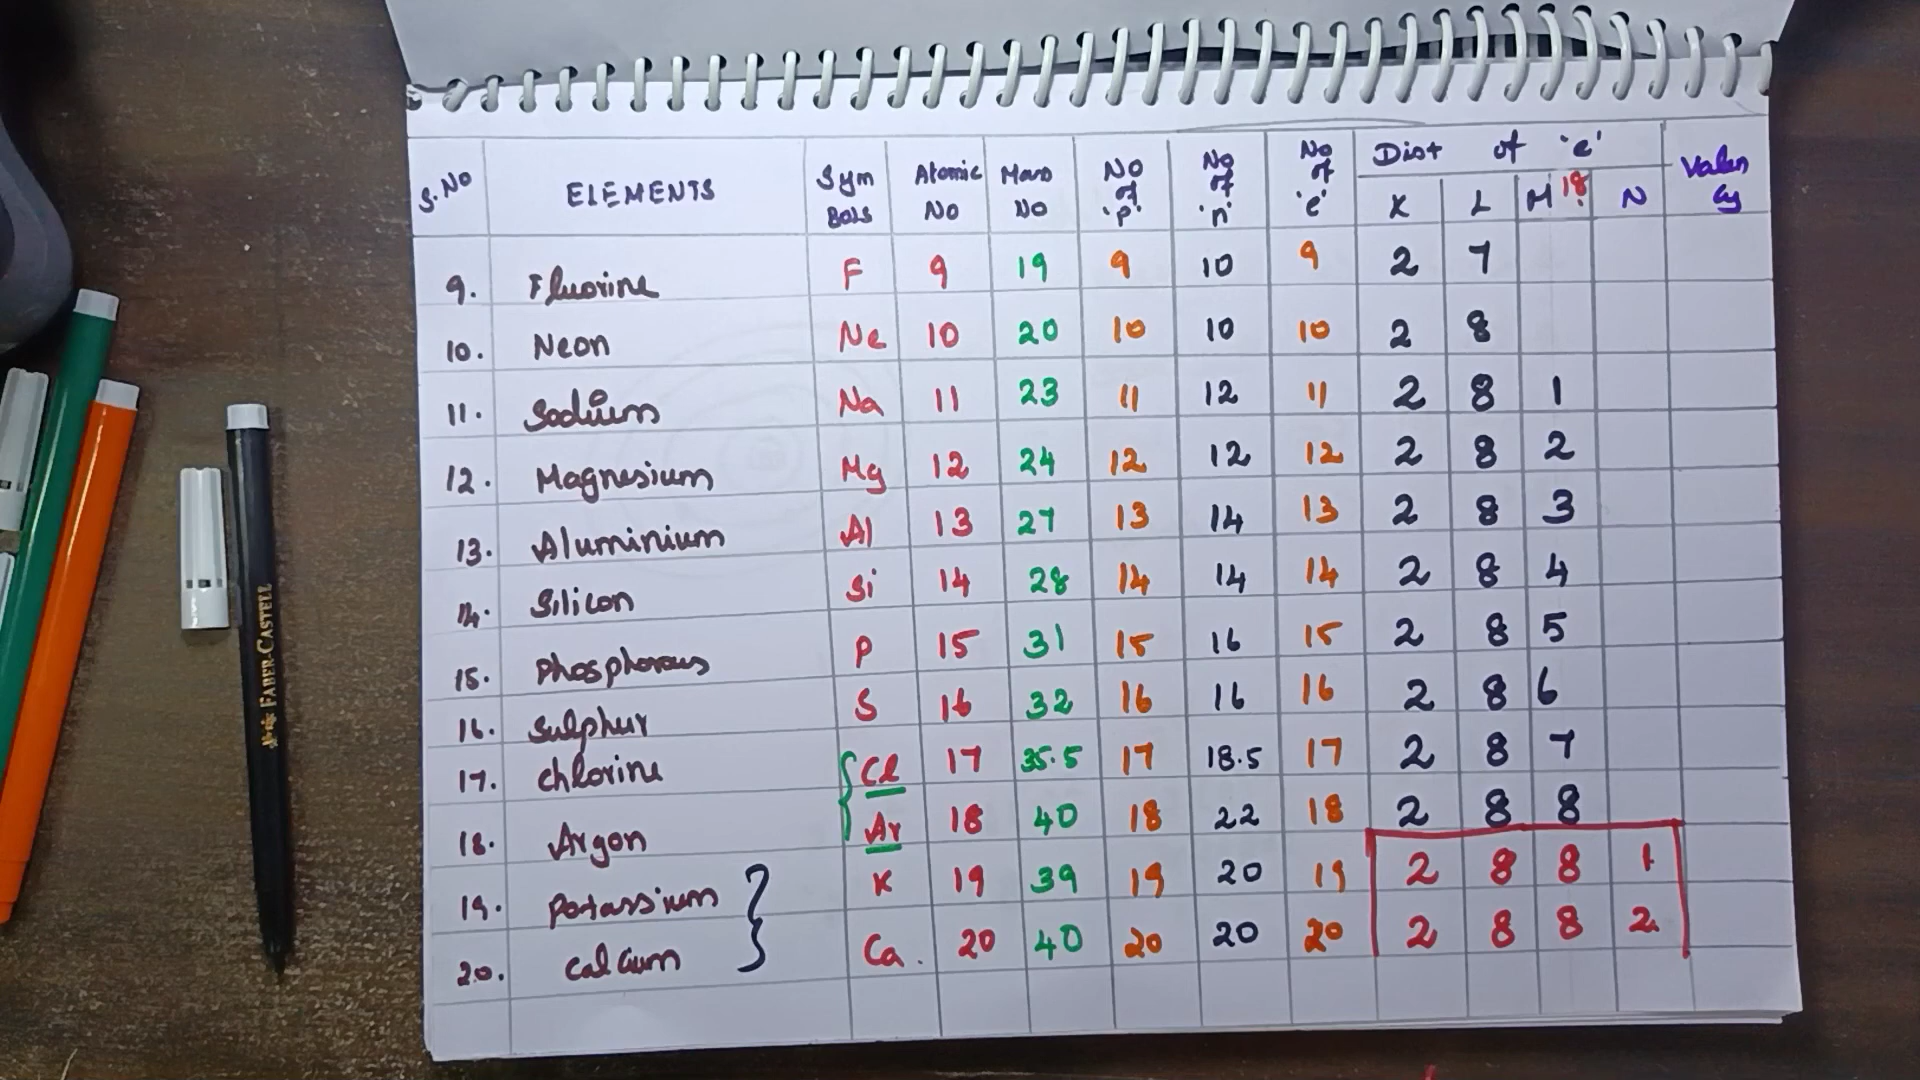 S.No ELEMENTS Sym Bols Atomic No Mass No No of 'p' No of 'n' No of 'e' Dist of 'e' K L M 18 N Valen cy
9. Fluorine F 9 19 9 10 9 2 7
10. Neon Ne 10 20 10 10 10 2 8
11. Sodium Na 11 23 11 12 11 2 8 1
12. Magnesium Mg 12 24 12 12 12 2 8 2
13. Aluminium Al 13 27 13 14 13 2 8 3
14. Silicon Si 14 28 14 14 14 2 8 4
15. Phosphorous P 15 31 15 16 15 2 8 5
16. Sulphur S 16 32 16 16 16 2 8 6
17. Chlorine Cl 17 35.5 17 18.5 17 2 8 7
18. Argon Ar 18 40 18 22 18 2 8 8
19. Potassium K 19 39 19 20 19 2 8 8 1
20. Calcium Ca. 20 40 20 20 20 2 8 8 2
FABER-CASTELL